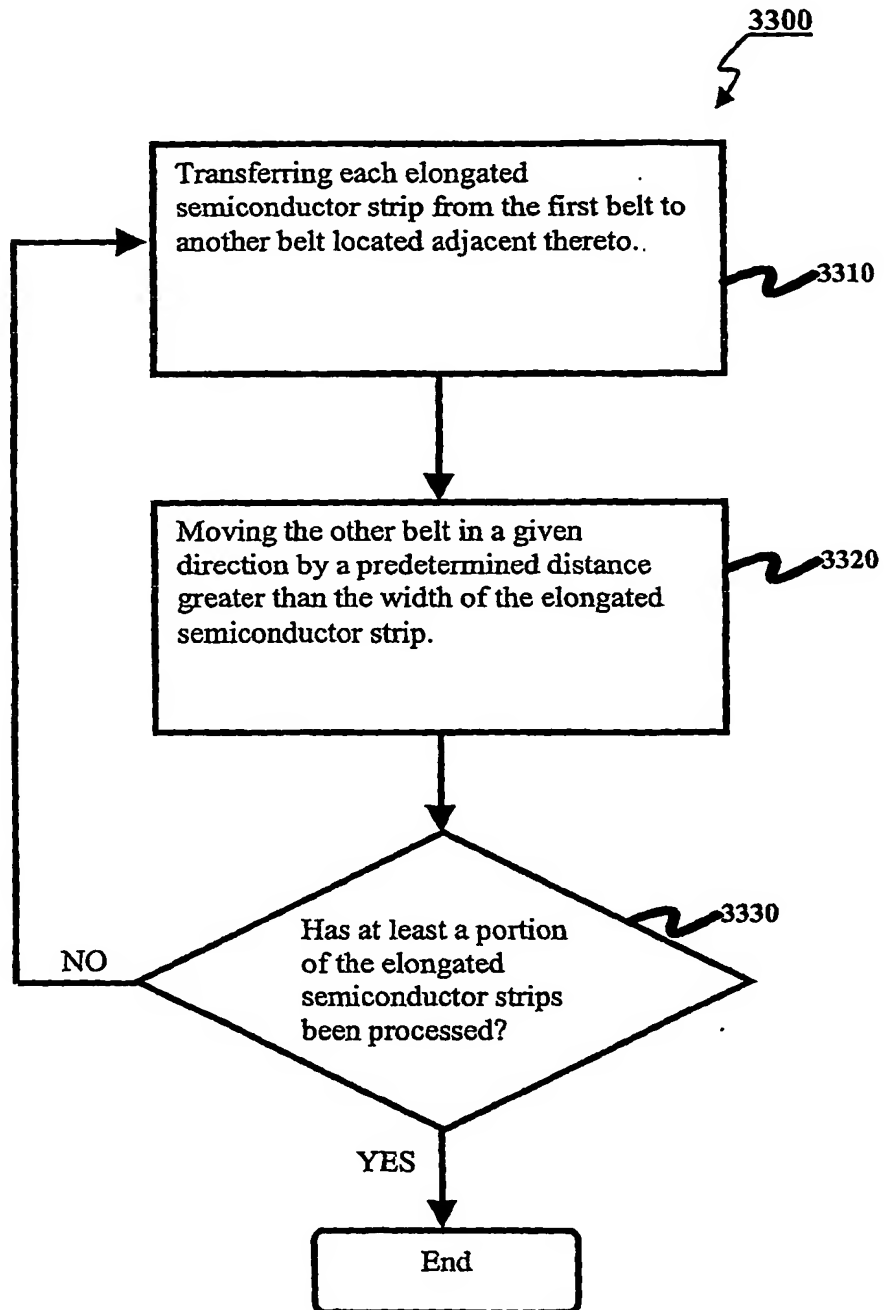 3300
Transferring each elongated
semiconductor strip from the first belt to
another belt located adjacent thereto..
3310
Moving the other belt in a given
direction by a predetermined distance
greater than the width of the elongated
semiconductor strip.
3320
Has at least a portion
of the elongated
semiconductor strips
been processed?
3330
NO
YES
End